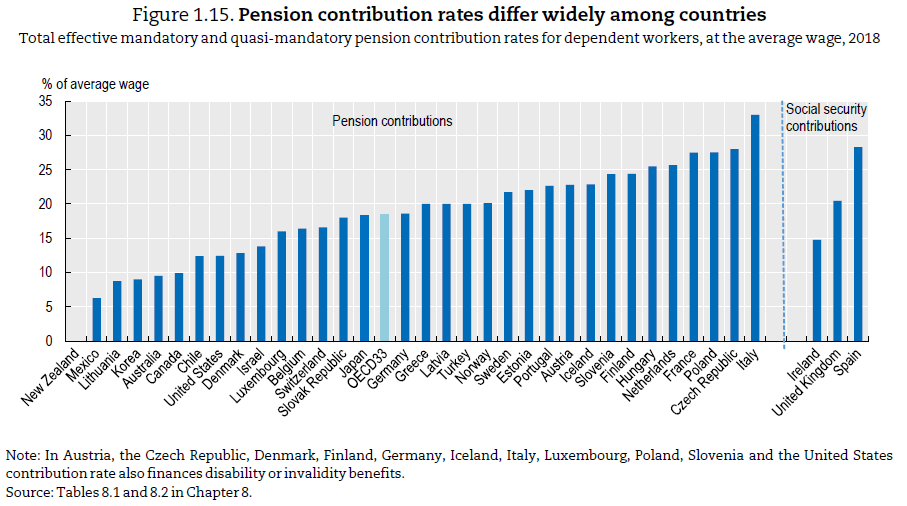 Figure 1.15. Pension contribution rates differ widely among countries
Total effective mandatory and quasi-mandatory pension contribution rates for dependent workers, at the average wage, 2018
% of average wage
35
30
25
20
15
10
5
0
Pension contributions
Social security
contributions
New Zealand
Mexico
Lithuania
Korea
Australia
Canada
Chile
United States
Denmark
Israel
Luxembourg
Belgium
Switzerland
Slovak Republic
Japan
OECD33
Germany
Greece
Latvia
Turkey
Norway
Sweden
Estonia
Portugal
Austria
Iceland
Slovenia
Finland
Hungary
Netherlands
France
Poland
Czech Republic
Italy
Ireland
United Kingdom
Spain
Note: In Austria, the Czech Republic, Denmark, Finland, Germany, Iceland, Italy, Luxembourg, Poland, Slovenia and the United States
contribution rate also finances disability or invalidity benefits.
Source: Tables 8.1 and 8.2 in Chapter 8.